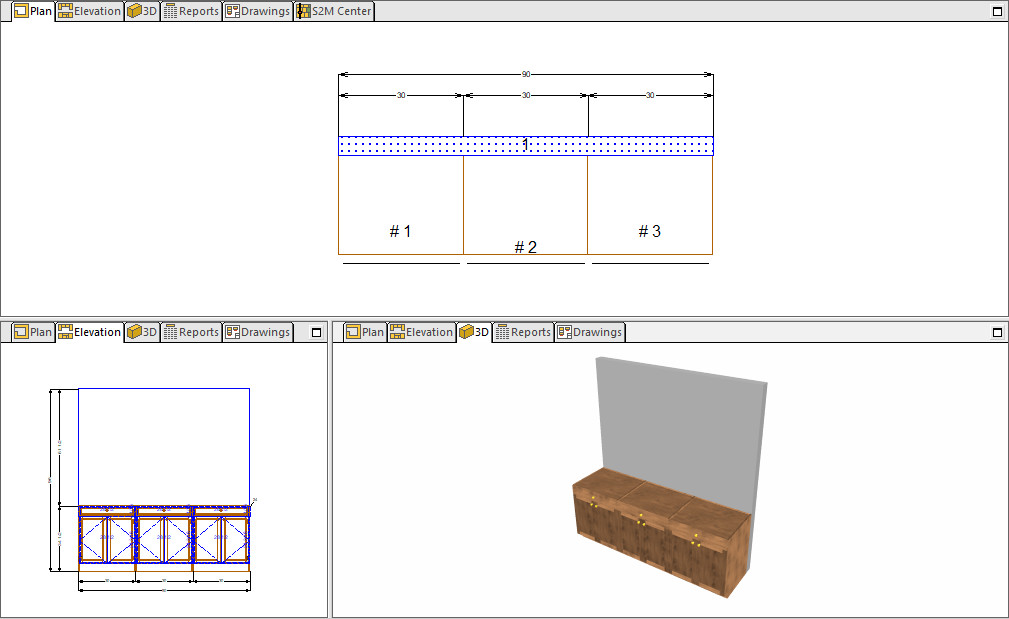 Plan Elevation 3D Reports Drawings S2M Center
90
30 30 30
1
# 1 # 2 # 3
Plan Elevation 3D Reports Drawings
Plan Elevation 3D Reports Drawings